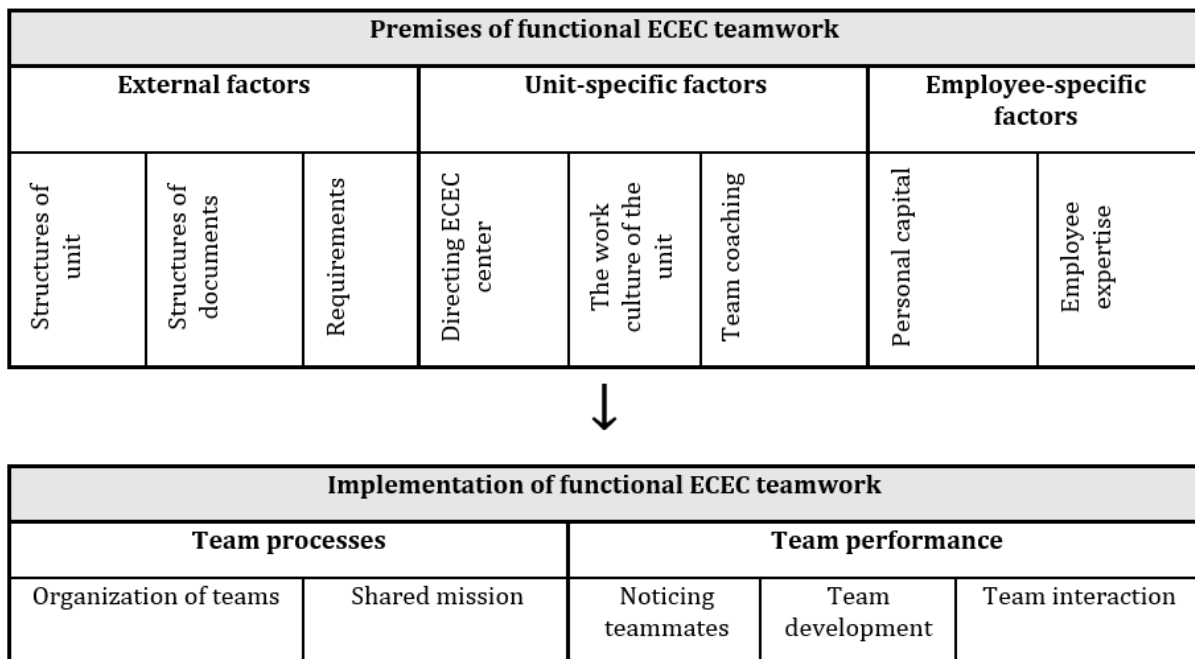 Premises of functional ECEC teamwork
External factors
Unit-specific factors
Employee-specific
factors
Structures of
unit
Structures of
documents
Requirements
Directing ECEC
center
The work
culture of the
unit
Team coaching
Personal capital
Employee
expertise
↓
Implementation of functional ECEC teamwork
Team processes
Team performance
Organization of teams
Shared mission
Noticing
teammates
Team
development
Team interaction